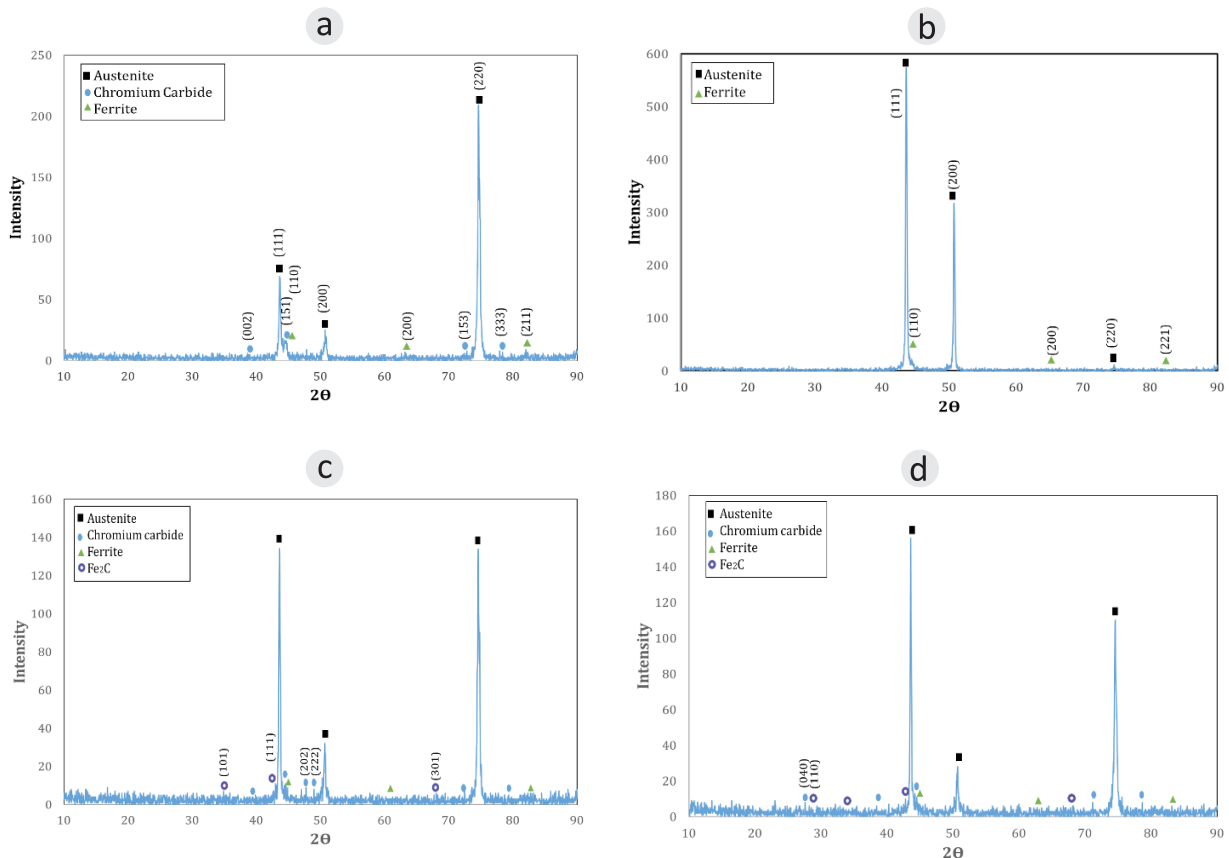 a
250
200
150
100
50
0
Intensity
Austenite
Chromium Carbide
Ferrite
(002)
(111)
(151)
(110)
(200)
(200)
(153)
(220)
(333)
(211)
10 20 30 40 50 60 70 80 90
2ϴ
b
600
500
400
300
200
100
0
Intensity
Austenite
Ferrite
(111)
(110)
(200)
(200)
(220)
(221)
10 20 30 40 50 60 70 80 90
2ϴ
c
160
140
120
100
80
60
40
20
0
Intensity
Austenite
Chromium carbide
Ferrite
Fe₂C
(101)
(111)
(202)
(222)
(301)
10 20 30 40 50 60 70 80 90
2ϴ
d
180
160
140
120
100
80
60
40
20
0
Intensity
Austenite
Chromium carbide
Ferrite
Fe₂C
(040)
(110)
10 20 30 40 50 60 70 80 90
2ϴ